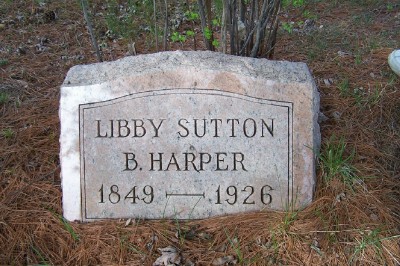 LIBBY SUTTON
B. HARPER
1849 — 1926